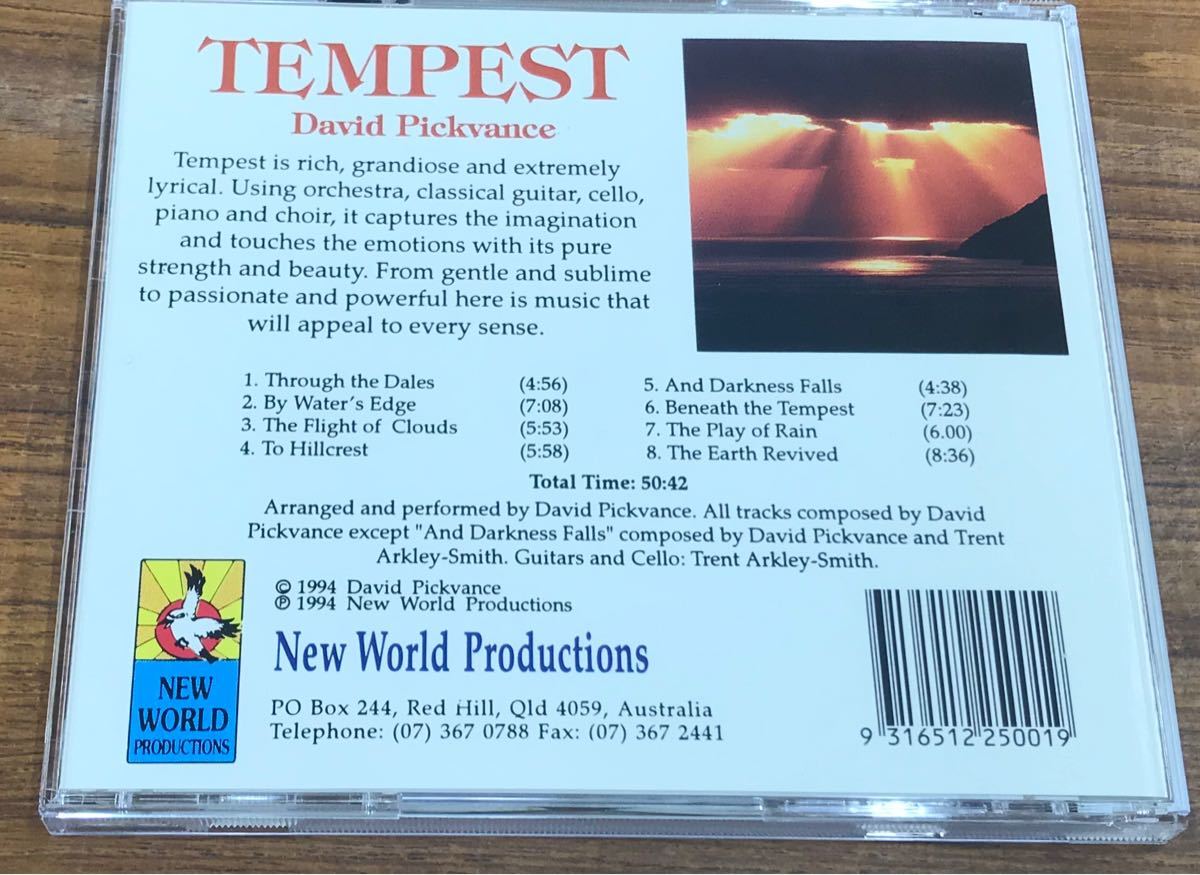 TEMPEST
David Pickvance
Tempest is rich, grandiose and extremely
lyrical. Using orchestra, classical guitar, cello,
piano and choir, it captures the imagination
and touches the emotions with its pure
strength and beauty. From gentle and sublime
to passionate and powerful here is music that
will appeal to every sense.
1. Through the Dales (4:56)
2. By Water's Edge (7:08)
3. The Flight of Clouds (5:53)
4. To Hillcrest (5:58)
5. And Darkness Falls (4:38)
6. Beneath the Tempest (7:23)
7. The Play of Rain (6.00)
8. The Earth Revived (8:36)
Total Time: 50:42
Arranged and performed by David Pickvance. All tracks composed by David
Pickvance except "And Darkness Falls" composed by David Pickvance and Trent
Arkley-Smith. Guitars and Cello: Trent Arkley-Smith.
© 1994 David Pickvance
℗ 1994 New World Productions
New World Productions
PO Box 244, Red Hill, Qld 4059, Australia
Telephone: (07) 367 0788 Fax: (07) 367 2441
NEW
WORLD
PRODUCTIONS
9 316512 250019